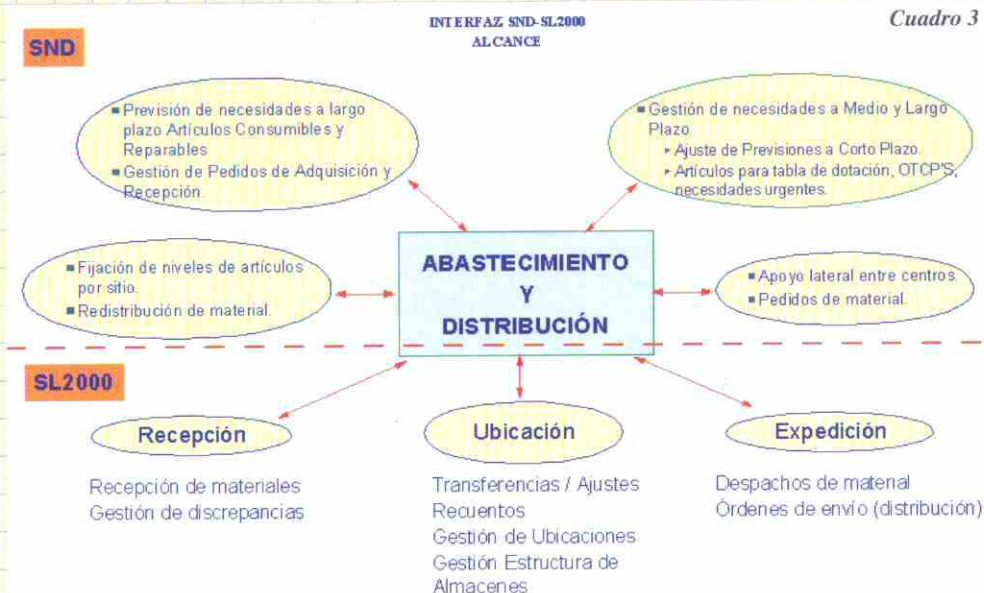 INTERFAZ SND-SL2000
ALCANCE
Cuadro 3
SND
▪ Previsión de necesidades a largo
plazo Artículos Consumibles y
Reparables
▪ Gestión de Pedidos de Adquisición y
Recepción.
▪ Gestión de necesidades a Medio y Largo
Plazo
▸ Ajuste de Previsiones a Corto Plazo.
▸ Artículos para tabla de dotación, OTCP'S,
necesidades urgentes.
▪ Fijación de niveles de artículos
por sitio.
▪ Redistribución de material.
ABASTECIMIENTO
Y
DISTRIBUCIÓN
▪ Apoyo lateral entre centros.
▪ Pedidos de material.
SL2000
Recepción
Recepción de materiales
Gestión de discrepancias
Ubicación
Transferencias / Ajustes
Recuentos
Gestión de Ubicaciones
Gestión Estructura de
Almacenes
Expedición
Despachos de material
Órdenes de envío (distribución)